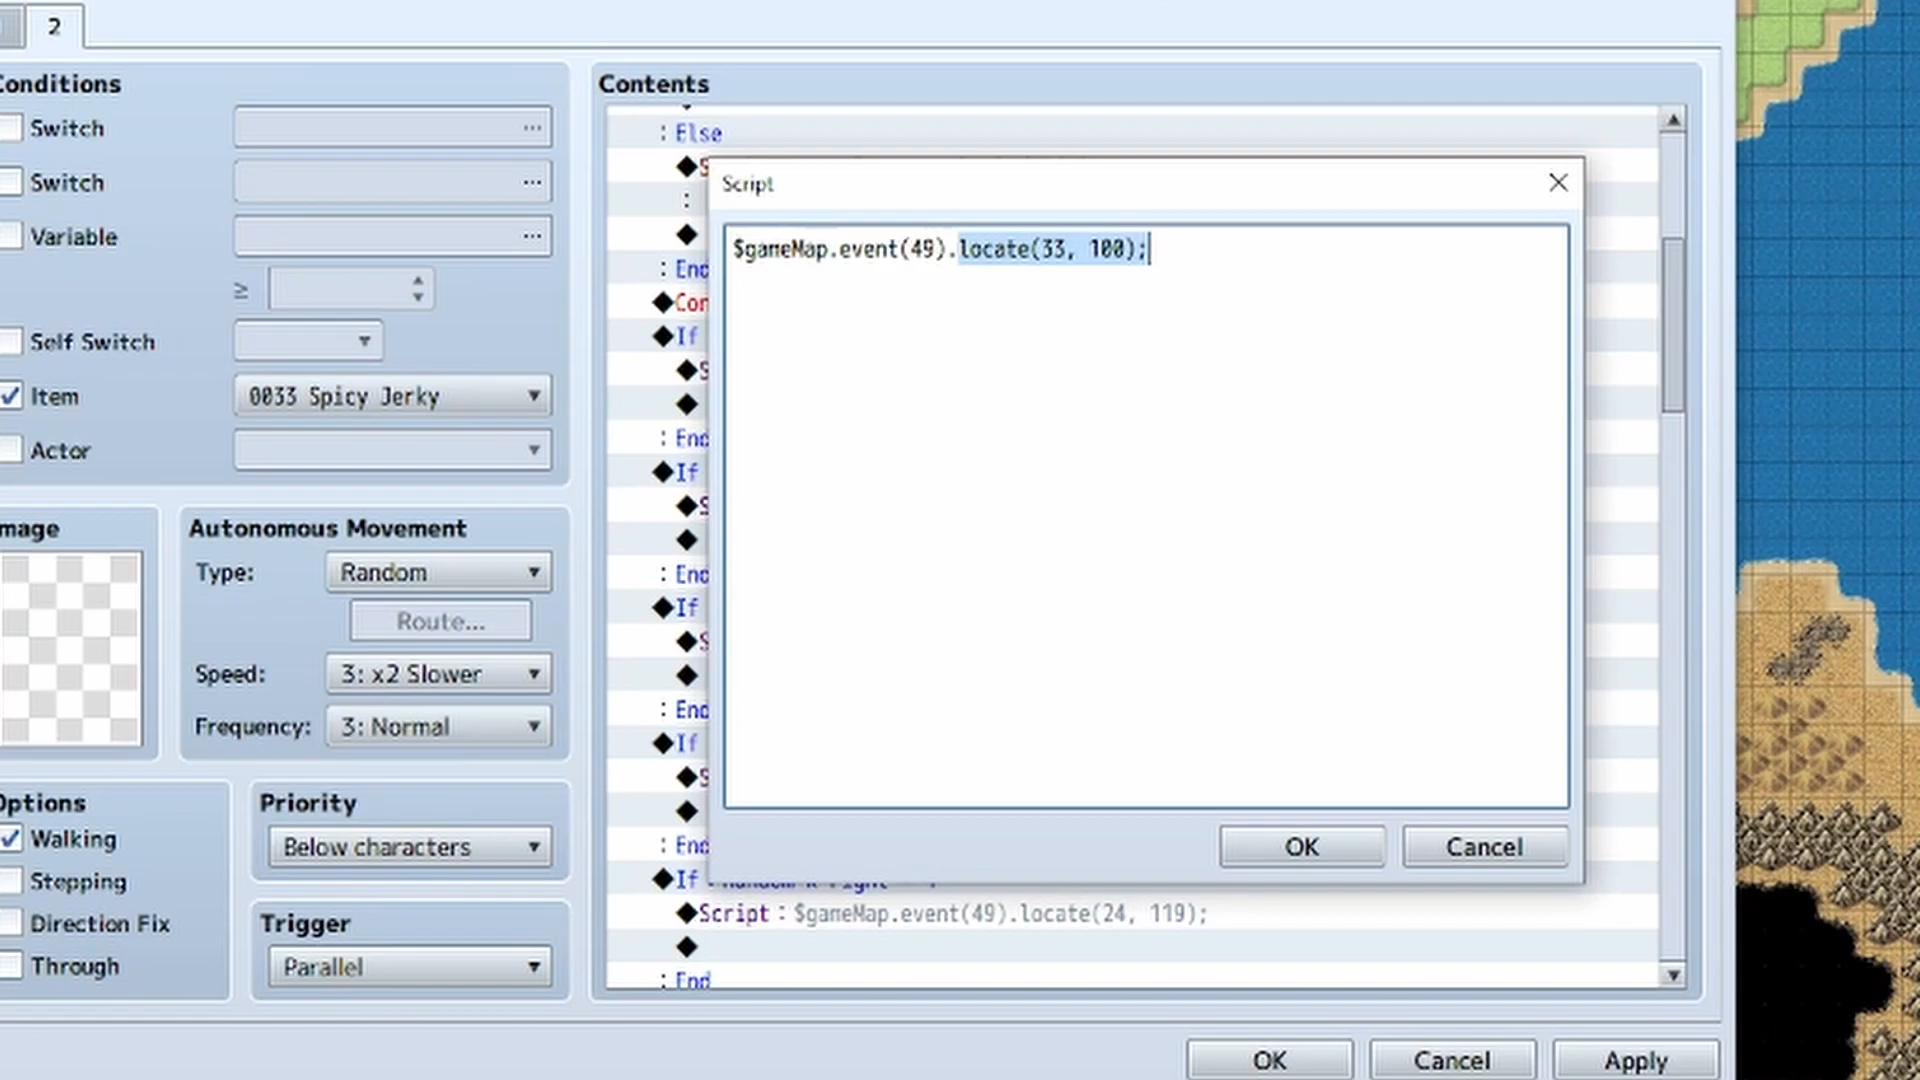 2
Conditions
Switch ...
Switch ...
Variable ...
≥
Self Switch
Item 0033 Spicy Jerky
Actor
mage
Autonomous Movement
Type: Random
Route...
Speed: 3: x2 Slower
Frequency: 3: Normal
Options
Walking
Stepping
Direction Fix
Through
Priority
Below characters
Trigger
Parallel
Contents
: Else
◆S
:
◆
: End
◆Con
◆If
◆S
◆
: End
◆If
◆S
◆
: End
◆If
◆S
◆
: End
◆If
◆S
◆
: End
◆If
◆Script : $gameMap.event(49).locate(24, 119);
◆
: End
Script
$gameMap.event(49).locate(33, 100);
OK Cancel
OK Cancel Apply